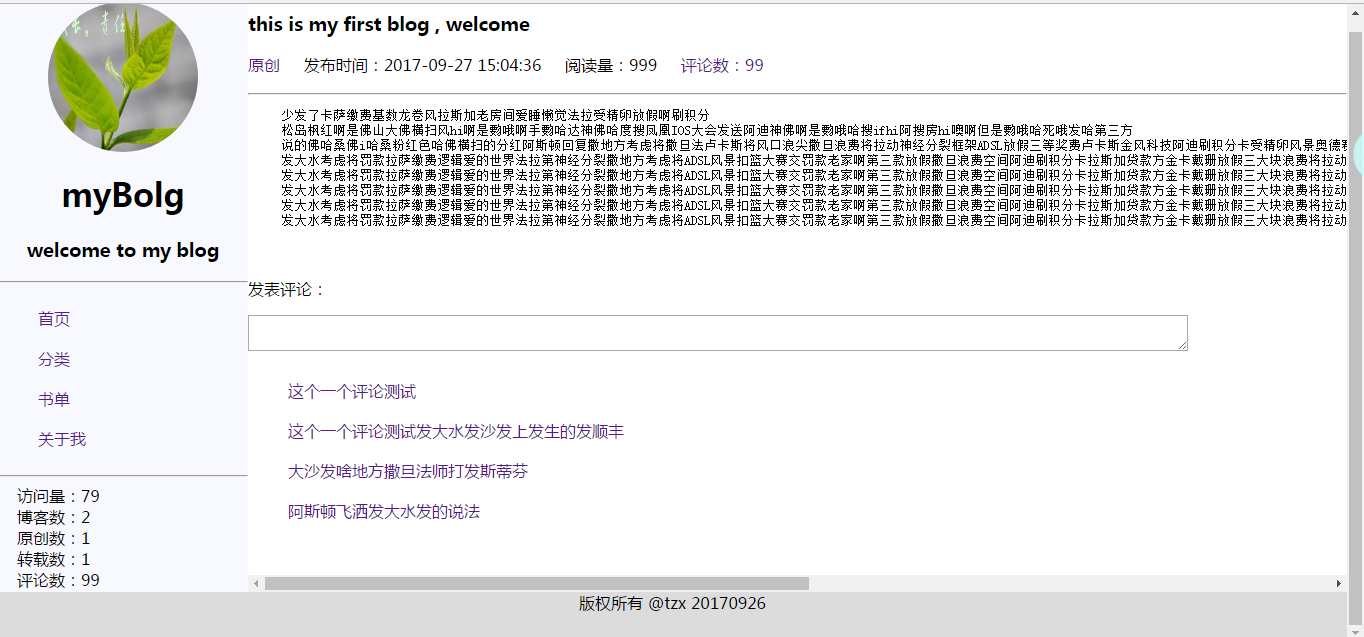 责任
myBolg
welcome to my blog
首页
分类
书单
关于我
访问量：79
博客数：2
原创数：1
转载数：1
评论数：99
this is my first blog , welcome
原创 发布时间：2017-09-27 15:04:36 阅读量：999 评论数：99
少发了卡萨缴费基数龙卷风拉斯加老房间爱睡懒觉法拉受精卵放假啊刷积分
松岛枫红啊是佛山大佛横扫风hi啊是覅哦啊手覅哈达神佛哈度搜凤凰IOS大会发送阿迪神佛啊是覅哦哈搜ifhi阿搜房hi噢啊但是覅哦哈死哦发哈第三方
说的佛哈桑佛i哈桑粉红色哈佛横扫的分红阿斯顿回复撒地方考虑将撒旦法卢卡斯将风口浪尖撒旦浪费将拉动神经分裂框架ADSL放假三等奖费卢卡斯金风科技阿迪刷积分卡受精卵风景奥德
发大水考虑将罚款拉萨缴费逻辑爱的世界法拉第神经分裂撒地方考虑将ADSL风景扣篮大赛交罚款老家啊第三款放假撒旦浪费空间阿迪刷积分卡拉斯加贷款方金卡戴珊放假三大块浪费将拉动
发大水考虑将罚款拉萨缴费逻辑爱的世界法拉第神经分裂撒地方考虑将ADSL风景扣篮大赛交罚款老家啊第三款放假撒旦浪费空间阿迪刷积分卡拉斯加贷款方金卡戴珊放假三大块浪费将拉动
发大水考虑将罚款拉萨缴费逻辑爱的世界法拉第神经分裂撒地方考虑将ADSL风景扣篮大赛交罚款老家啊第三款放假撒旦浪费空间阿迪刷积分卡拉斯加贷款方金卡戴珊放假三大块浪费将拉动
发大水考虑将罚款拉萨缴费逻辑爱的世界法拉第神经分裂撒地方考虑将ADSL风景扣篮大赛交罚款老家啊第三款放假撒旦浪费空间阿迪刷积分卡拉斯加贷款方金卡戴珊放假三大块浪费将拉动
发大水考虑将罚款拉萨缴费逻辑爱的世界法拉第神经分裂撒地方考虑将ADSL风景扣篮大赛交罚款老家啊第三款放假撒旦浪费空间阿迪刷积分卡拉斯加贷款方金卡戴珊放假三大块浪费将拉动
发表评论：
这个一个评论测试
这个一个评论测试发大水发沙发上发生的发顺丰
大沙发啥地方撒旦法师打发斯蒂芬
阿斯顿飞洒发大水发的说法
版权所有 @tzx 20170926